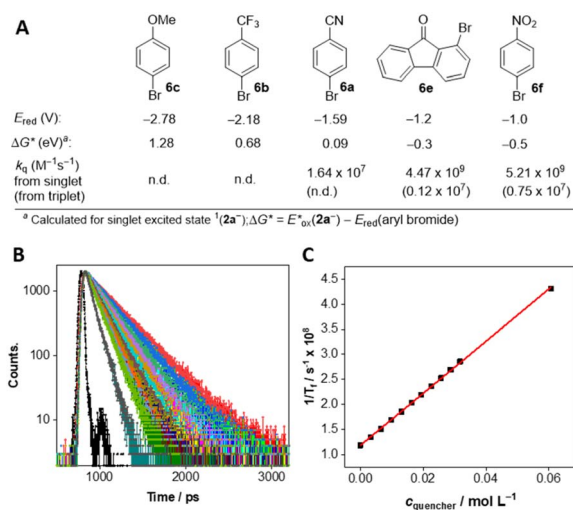 A
OMe
CF₃
CN
O
Br
NO₂
Br
6c
Br
6b
Br
6a
6e
Br
6f
E_red (V): −2.78 −2.18 −1.59 −1.2 −1.0
ΔG* (eV)ᵃ: 1.28 0.68 0.09 −0.3 −0.5
k_q (M⁻¹s⁻¹)
from singlet n.d. n.d. 1.64 x 10⁷ 4.47 x 10⁹ 5.21 x 10⁹
(from triplet) (n.d.) (0.12 x 10⁷) (0.75 x 10⁷)
ᵃ Calculated for singlet excited state ¹(2a⁻);ΔG* = E*ox(2a⁻) − E_red(aryl bromide)
B
Counts.
1000
100
10
1000 2000 3000
Time / ps
C
1/T_f / s⁻¹ x 10⁸
4.5
4.0
3.5
3.0
2.5
2.0
1.5
1.0
0.00 0.02 0.04 0.06
c_quencher / mol L⁻¹